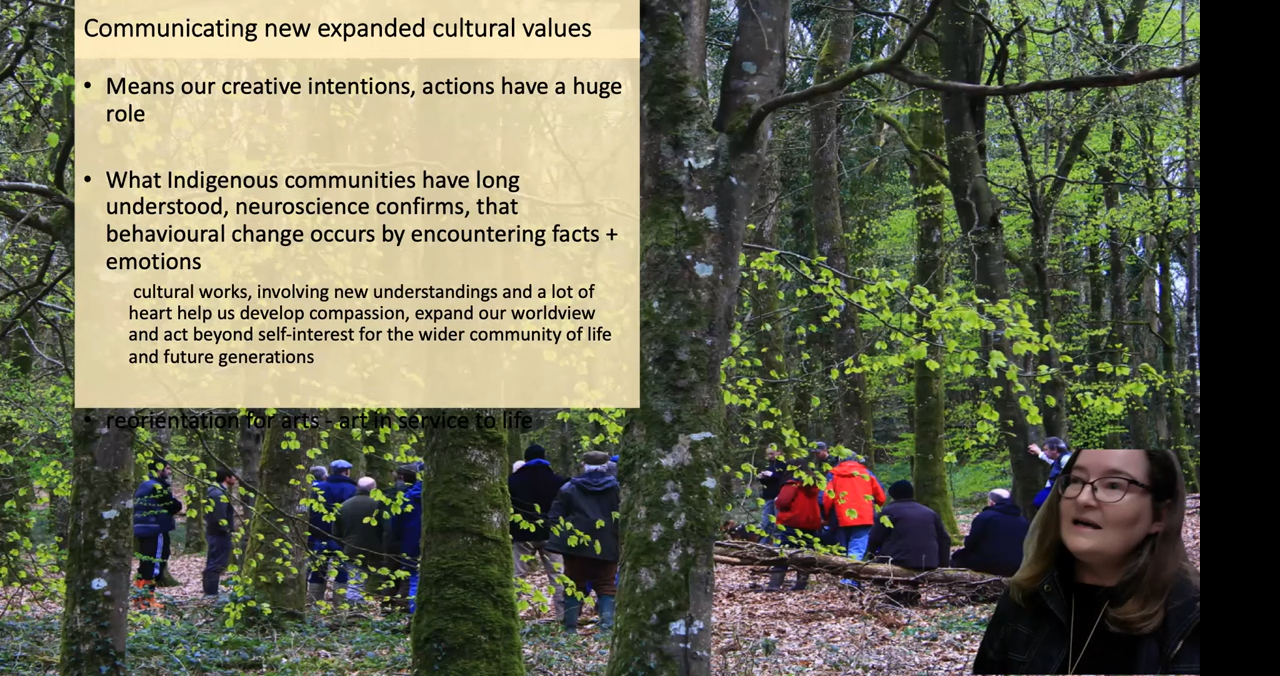 Communicating new expanded cultural values
• Means our creative intentions, actions have a huge
role
• What Indigenous communities have long
understood, neuroscience confirms, that
behavioural change occurs by encountering facts +
emotions
cultural works, involving new understandings and a lot of
heart help us develop compassion, expand our worldview
and act beyond self-interest for the wider community of life
and future generations
• reorientation for arts - art in service to life